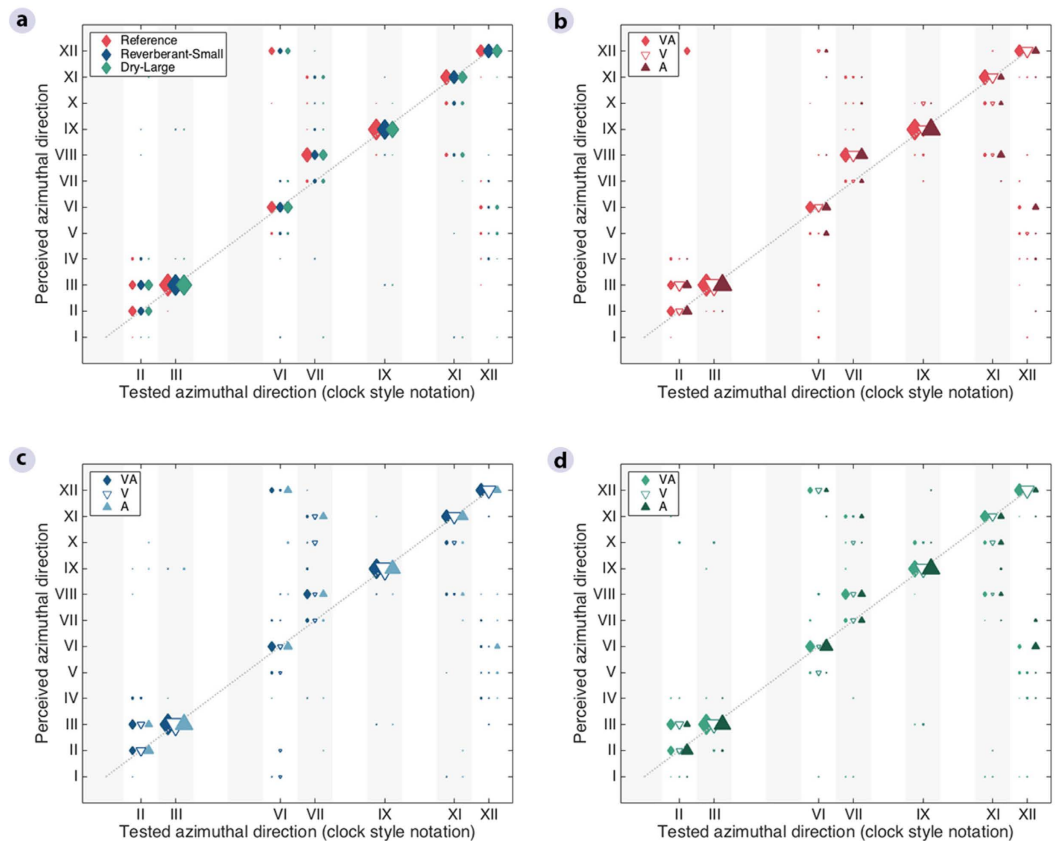 a
Reference
Reverberant-Small
Dry-Large
XII
XI
X
IX
VIII
VII
VI
V
IV
III
II
I
Perceived azimuthal direction
II III VI VII IX XI XII
Tested azimuthal direction (clock style notation)
b
VA
V
A
XII
XI
X
IX
VIII
VII
VI
V
IV
III
II
I
Perceived azimuthal direction
II III VI VII IX XI XII
Tested azimuthal direction (clock style notation)
c
VA
V
A
XII
XI
X
IX
VIII
VII
VI
V
IV
III
II
I
Perceived azimuthal direction
II III VI VII IX XI XII
Tested azimuthal direction (clock style notation)
d
VA
V
A
XII
XI
X
IX
VIII
VII
VI
V
IV
III
II
I
Perceived azimuthal direction
II III VI VII IX XI XII
Tested azimuthal direction (clock style notation)